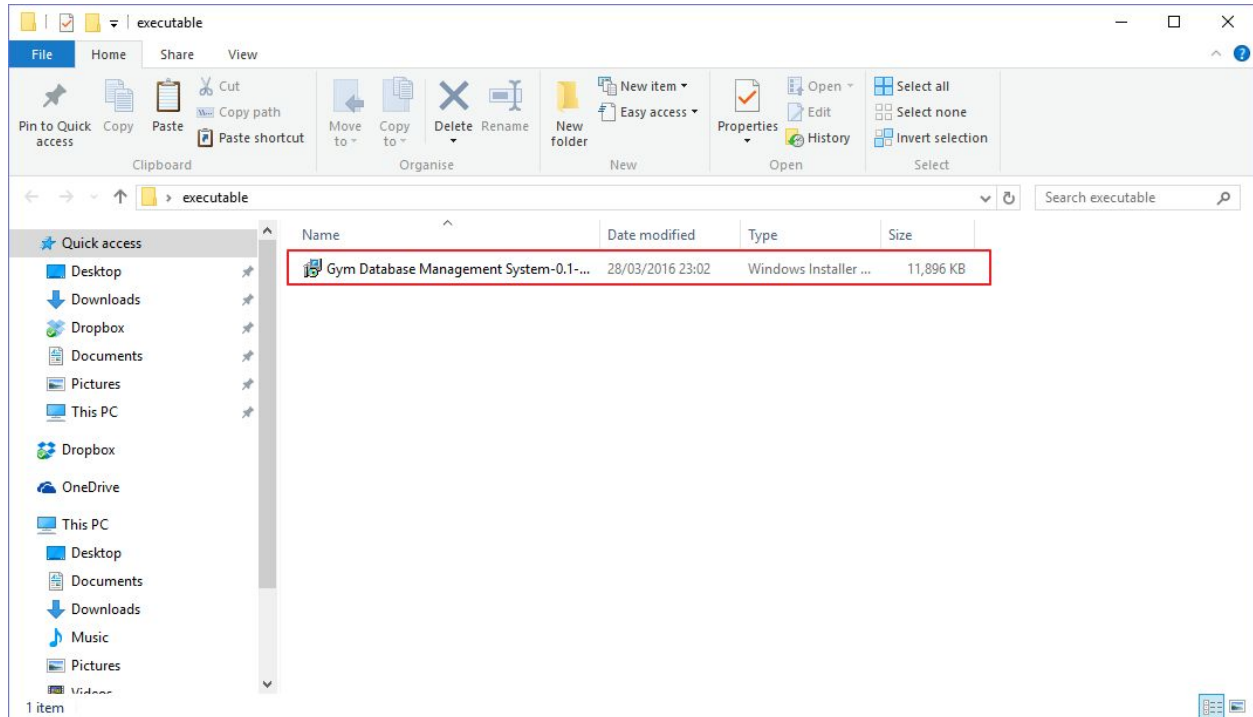 executable
File Home Share View
Pin to Quick access
Copy
Paste
Cut
Copy path
Paste shortcut
Clipboard
Move to
Copy to
Delete
Rename
Organise
New folder
New item
Easy access
New
Properties
Open
Edit
History
Open
Select all
Select none
Invert selection
Select
executable
Search executable
Name Date modified Type Size
Gym Database Management System-0.1-... 28/03/2016 23:02 Windows Installer ... 11,896 KB
Quick access
Desktop
Downloads
Dropbox
Documents
Pictures
This PC
Dropbox
OneDrive
This PC
Desktop
Documents
Downloads
Music
Pictures
Videos
1 item